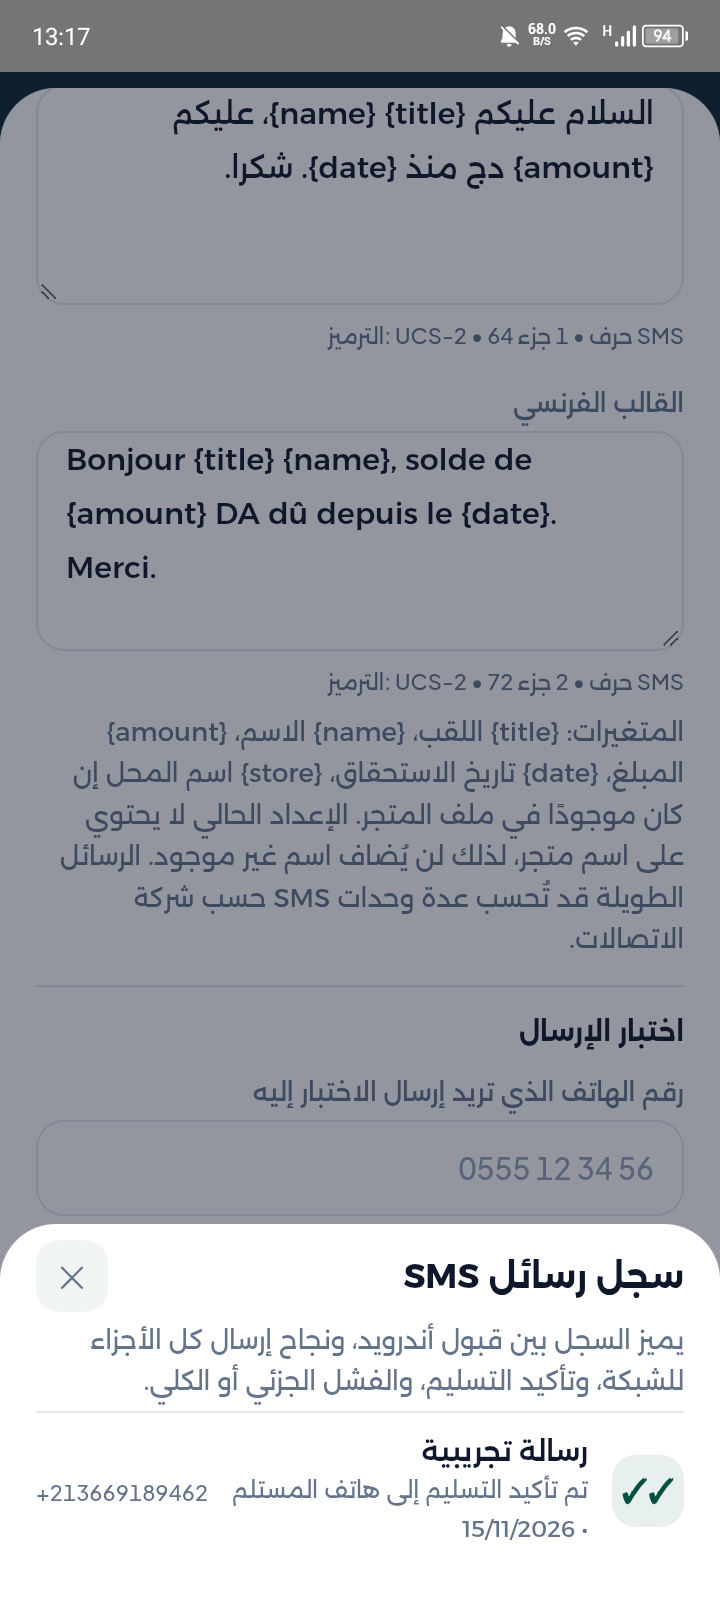 13:17
68.0 B/S
H
94
السلام عليكم {title} {name}، عليكم
{amount} دج منذ {date}. شكرا.
الترميز: UCS-2 • 64 حرف • 1 جزء SMS
القالب الفرنسي
Bonjour {title} {name}, solde de
{amount} DA dû depuis le {date}.
Merci.
الترميز: UCS-2 • 72 حرف • 2 جزء SMS
المتغيرات: {title} اللقب، {name} الاسم، {amount}
المبلغ، {date} تاريخ الاستحقاق، {store} اسم المحل إن
كان موجودًا في ملف المتجر. الإعداد الحالي لا يحتوي
على اسم متجر، لذلك لن يُضاف اسم غير موجود. الرسائل
الطويلة قد تُحسب عدة وحدات SMS حسب شركة
الاتصالات.
اختبار الإرسال
رقم الهاتف الذي تريد إرسال الاختبار إليه
0555 12 34 56
سجل رسائل SMS
يميز السجل بين قبول أندرويد، ونجاح إرسال كل الأجزاء
للشبكة، وتأكيد التسليم، والفشل الجزئي أو الكلي.
رسالة تجريبية
تم تأكيد التسليم إلى هاتف المستلم
• 15/11/2026
+213669189462